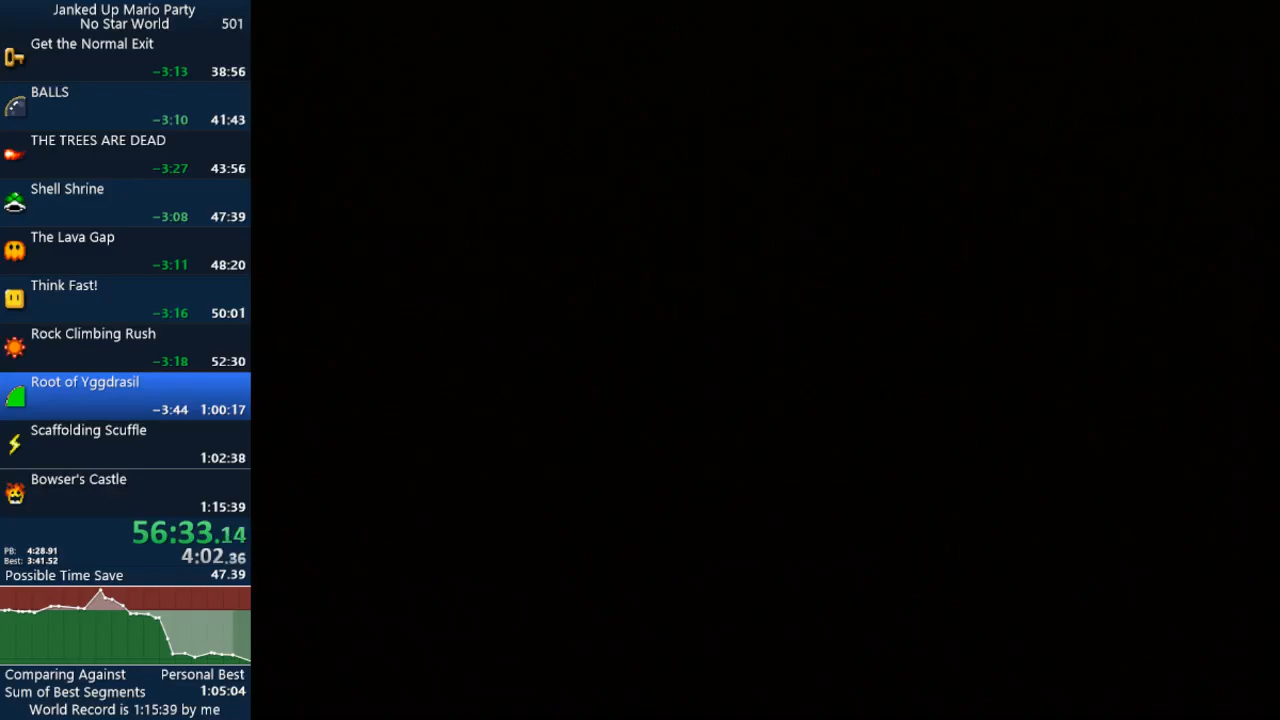 Janked Up Mario Party
No Star World 501
Get the Normal Exit
−3:13 38:56
BALLS
−3:10 41:43
THE TREES ARE DEAD
−3:27 43:56
Shell Shrine
−3:08 47:39
The Lava Gap
−3:11 48:20
Think Fast!
−3:16 50:01
Rock Climbing Rush
−3:18 52:30
Root of Yggdrasil
−3:44 1:00:17
Scaffolding Scuffle
1:02:38
Bowser's Castle
1:15:39
56:33.14
PB: 4:28.91
Best: 3:41.52
4:02.36
Possible Time Save 47.39
Comparing Against Personal Best
Sum of Best Segments 1:05:04
World Record is 1:15:39 by me